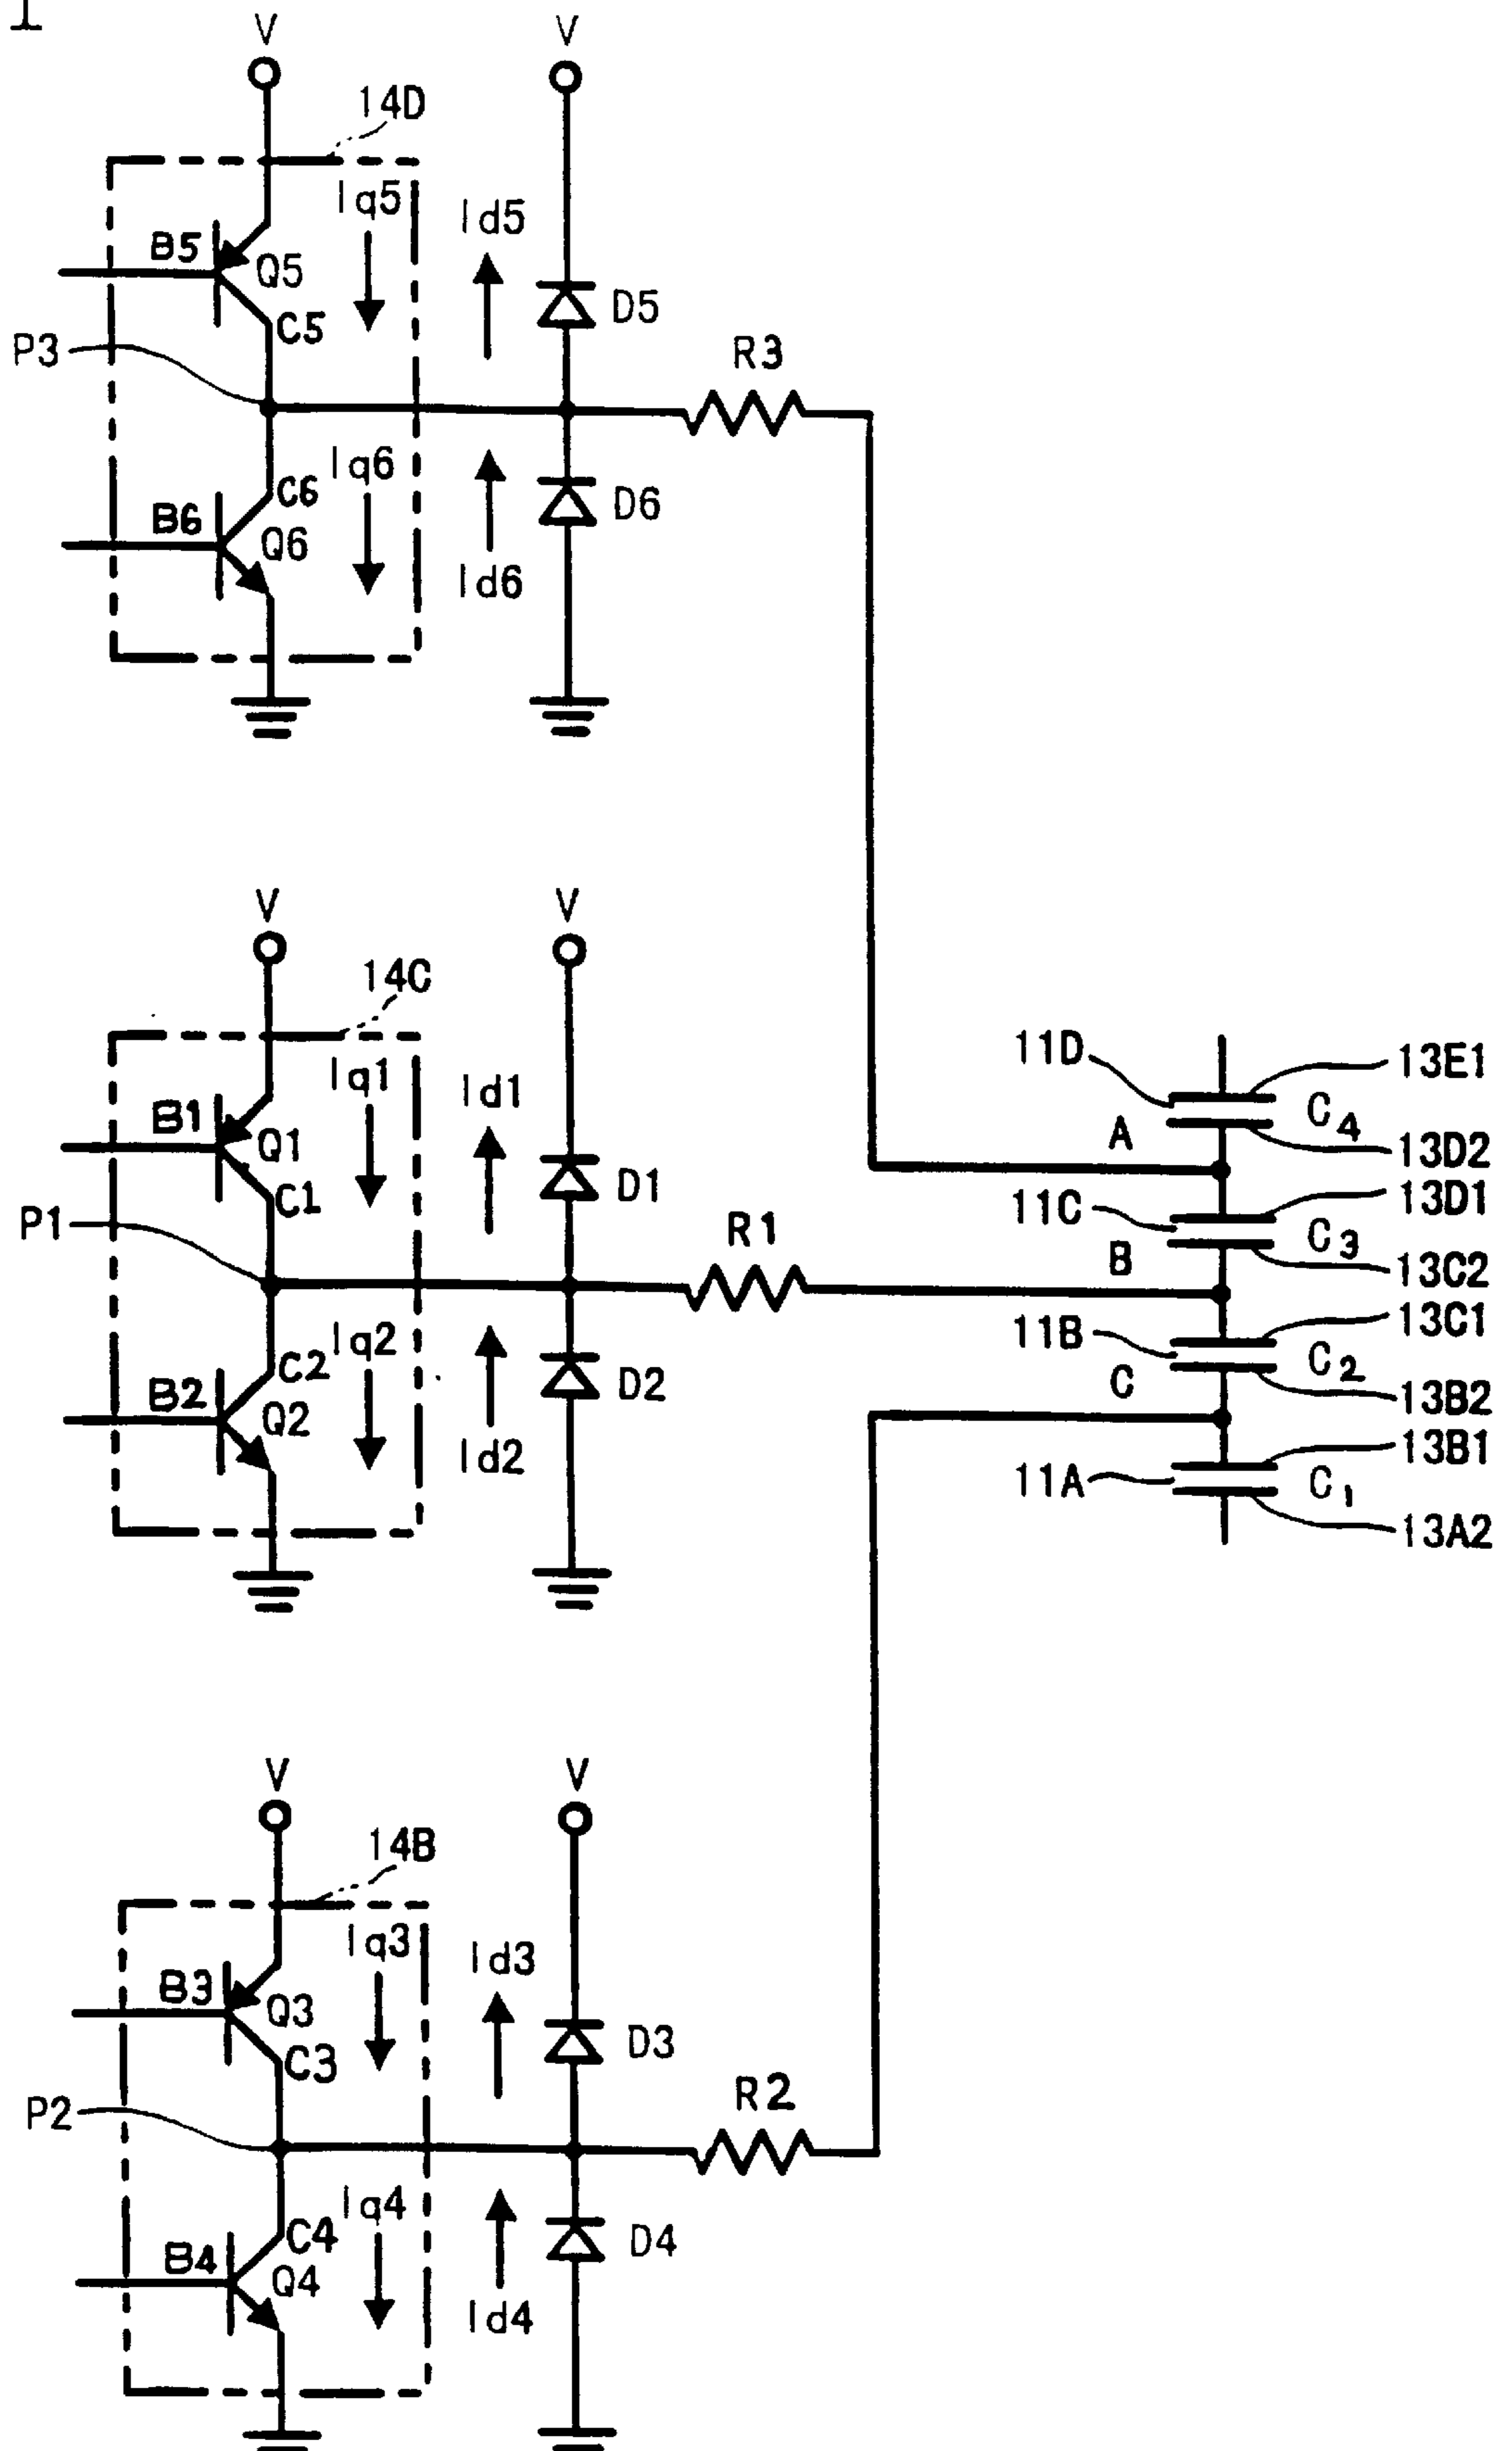 1
V V
14D
Iq5
Id5
B5
Q5
D5
C5
P3
R3
Iq6
C6
B6
Q6
D6
Id6
V V
14C
Iq1
Id1
B1
Q1
D1
C1
P1
R1
Iq2
C2
B2
Q2
D2
Id2
11D
13E1
C4
A
13D2
13D1
11C
C3
B
13C2
13C1
11B
C2
C
13B2
13B1
11A
C1
13A2
V V
14B
Iq3
Id3
B3
Q3
D3
C3
P2
R2
Iq4
C4
B4
Q4
D4
Id4